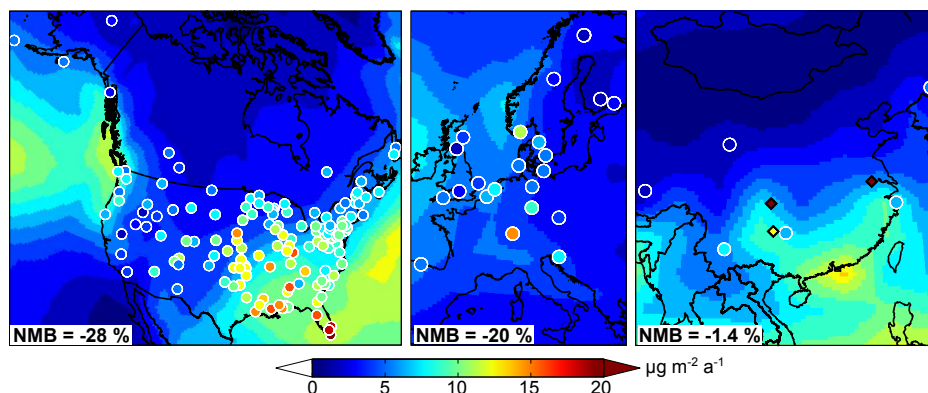 NMB = -28 %
NMB = -20 %
NMB = -1.4 %
0 5 10 15 20 µg m⁻² a⁻¹